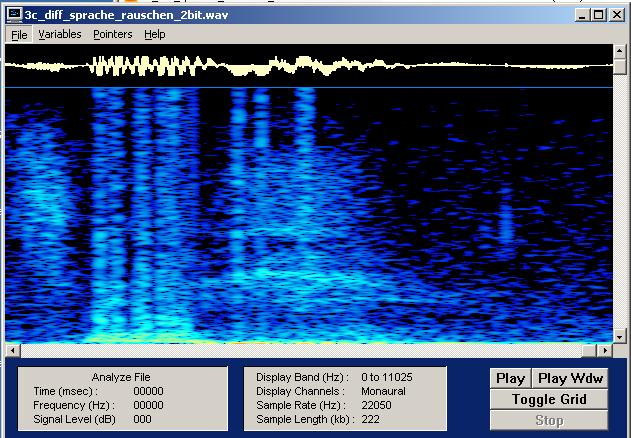 3c_diff_sprache_rauschen_2bit.wav
File Variables Pointers Help
Analyze File
Time (msec) : 00000
Frequency (Hz) : 00000
Signal Level (dB) 000
Display Band (Hz) : 0 to 11025
Display Channels : Monaural
Sample Rate (Hz) : 22050
Sample Length (kb) : 222
Play Play Wdw
Toggle Grid
Stop